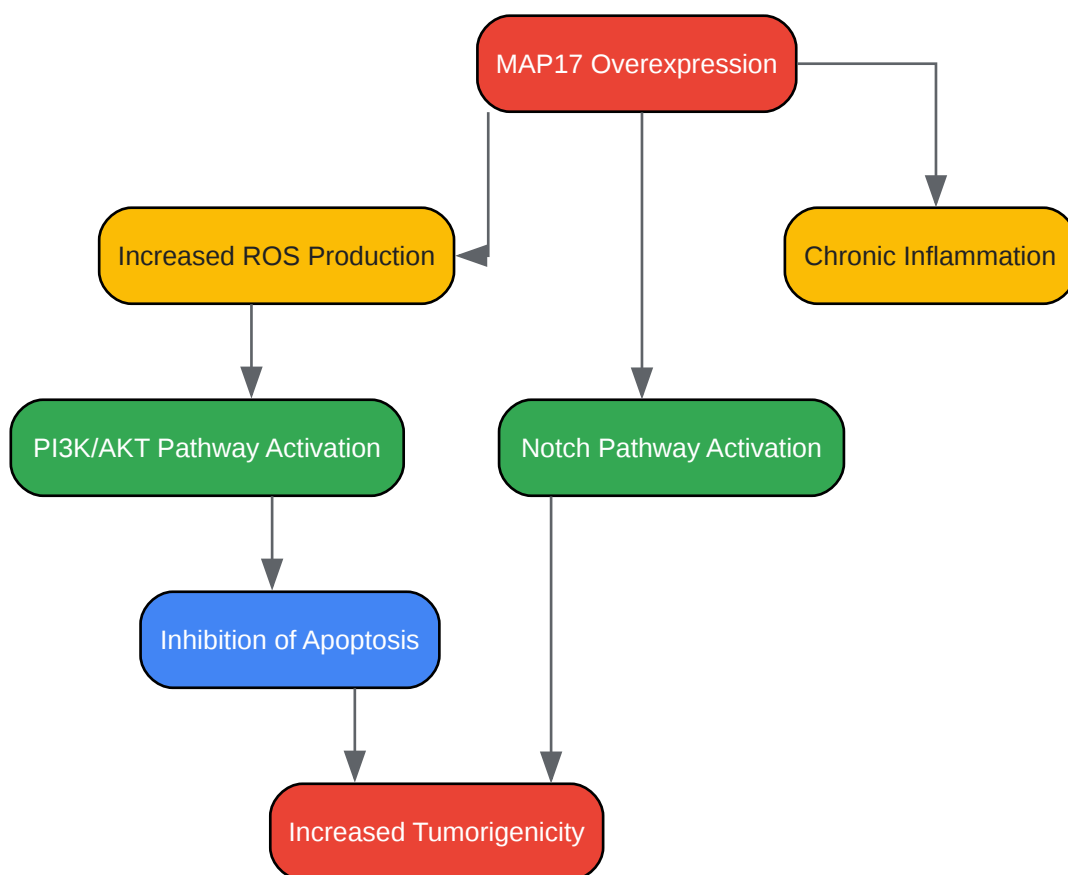 MAP17 Overexpression
Increased ROS Production
Chronic Inflammation
PI3K/AKT Pathway Activation
Notch Pathway Activation
Inhibition of Apoptosis
Increased Tumorigenicity